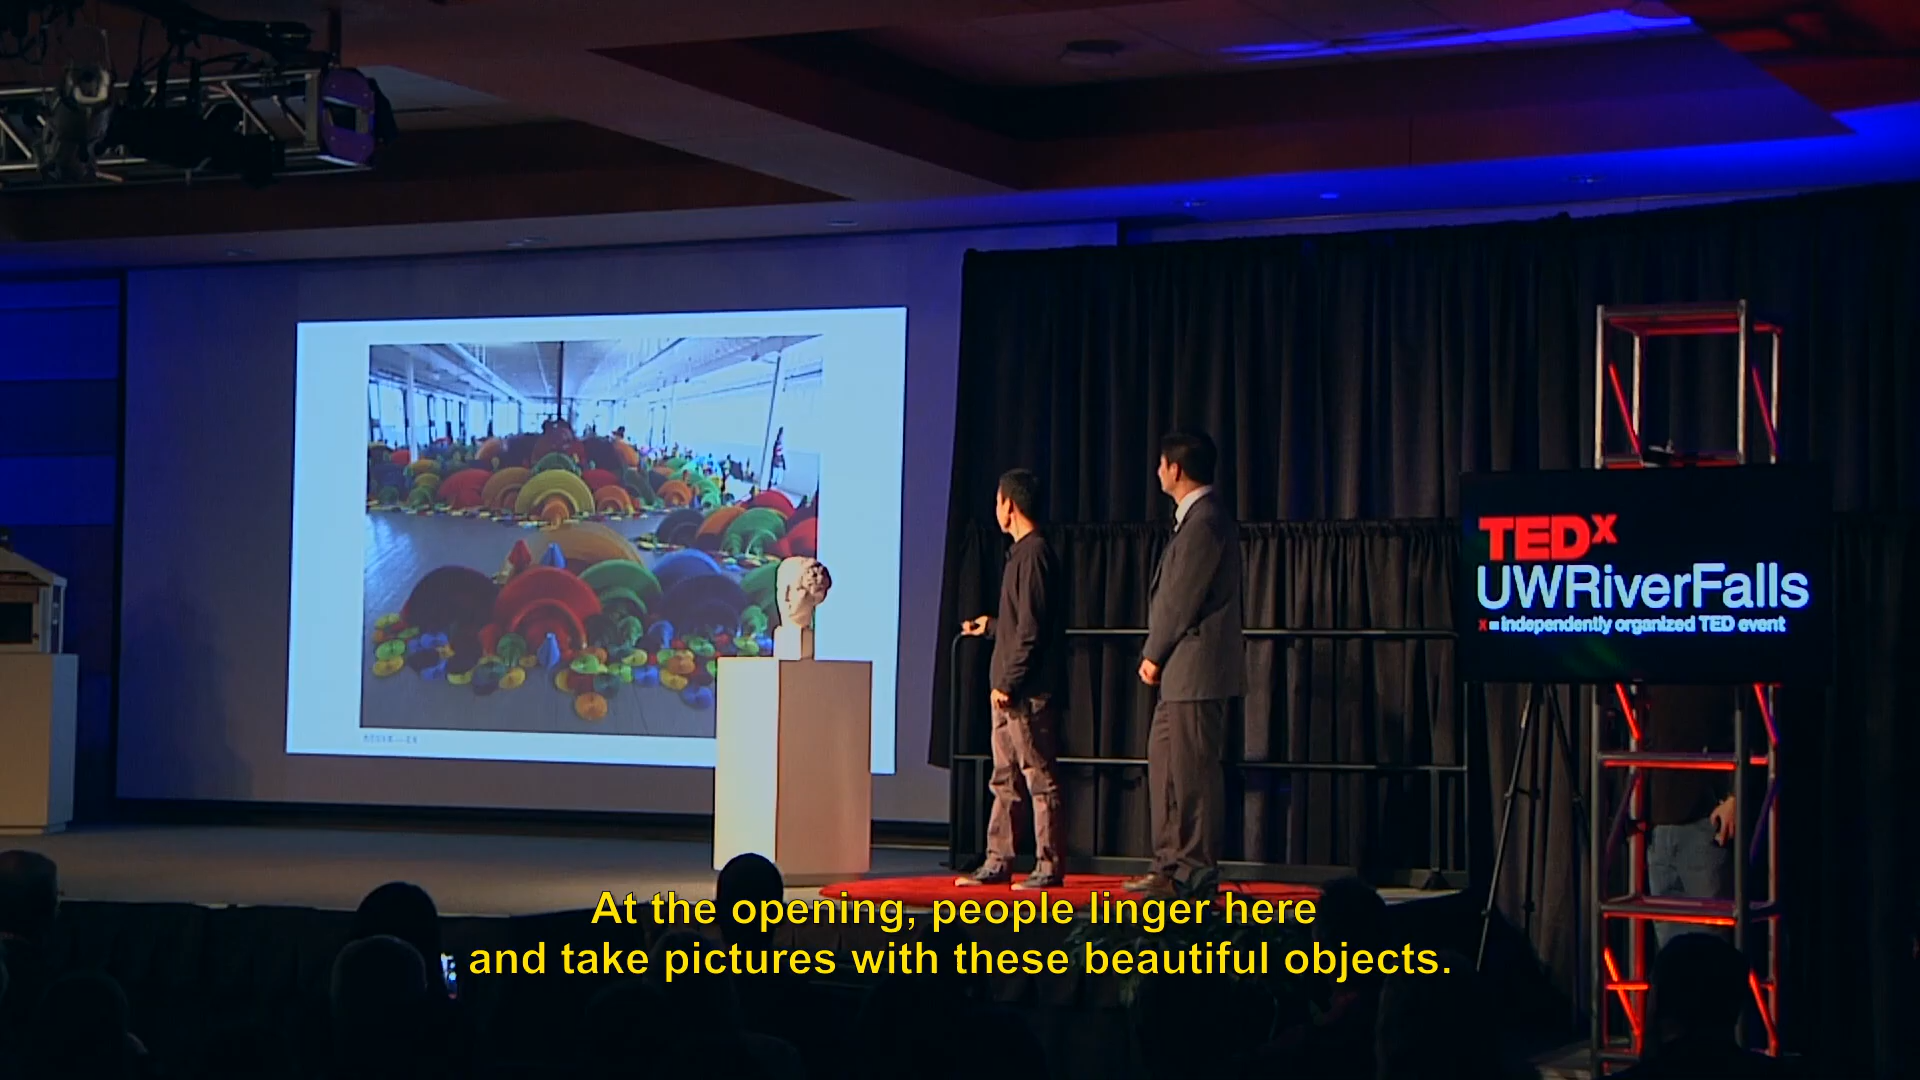 TEDx
UWRiverFalls
x=independently organized TED event
At the opening, people linger here
and take pictures with these beautiful objects.